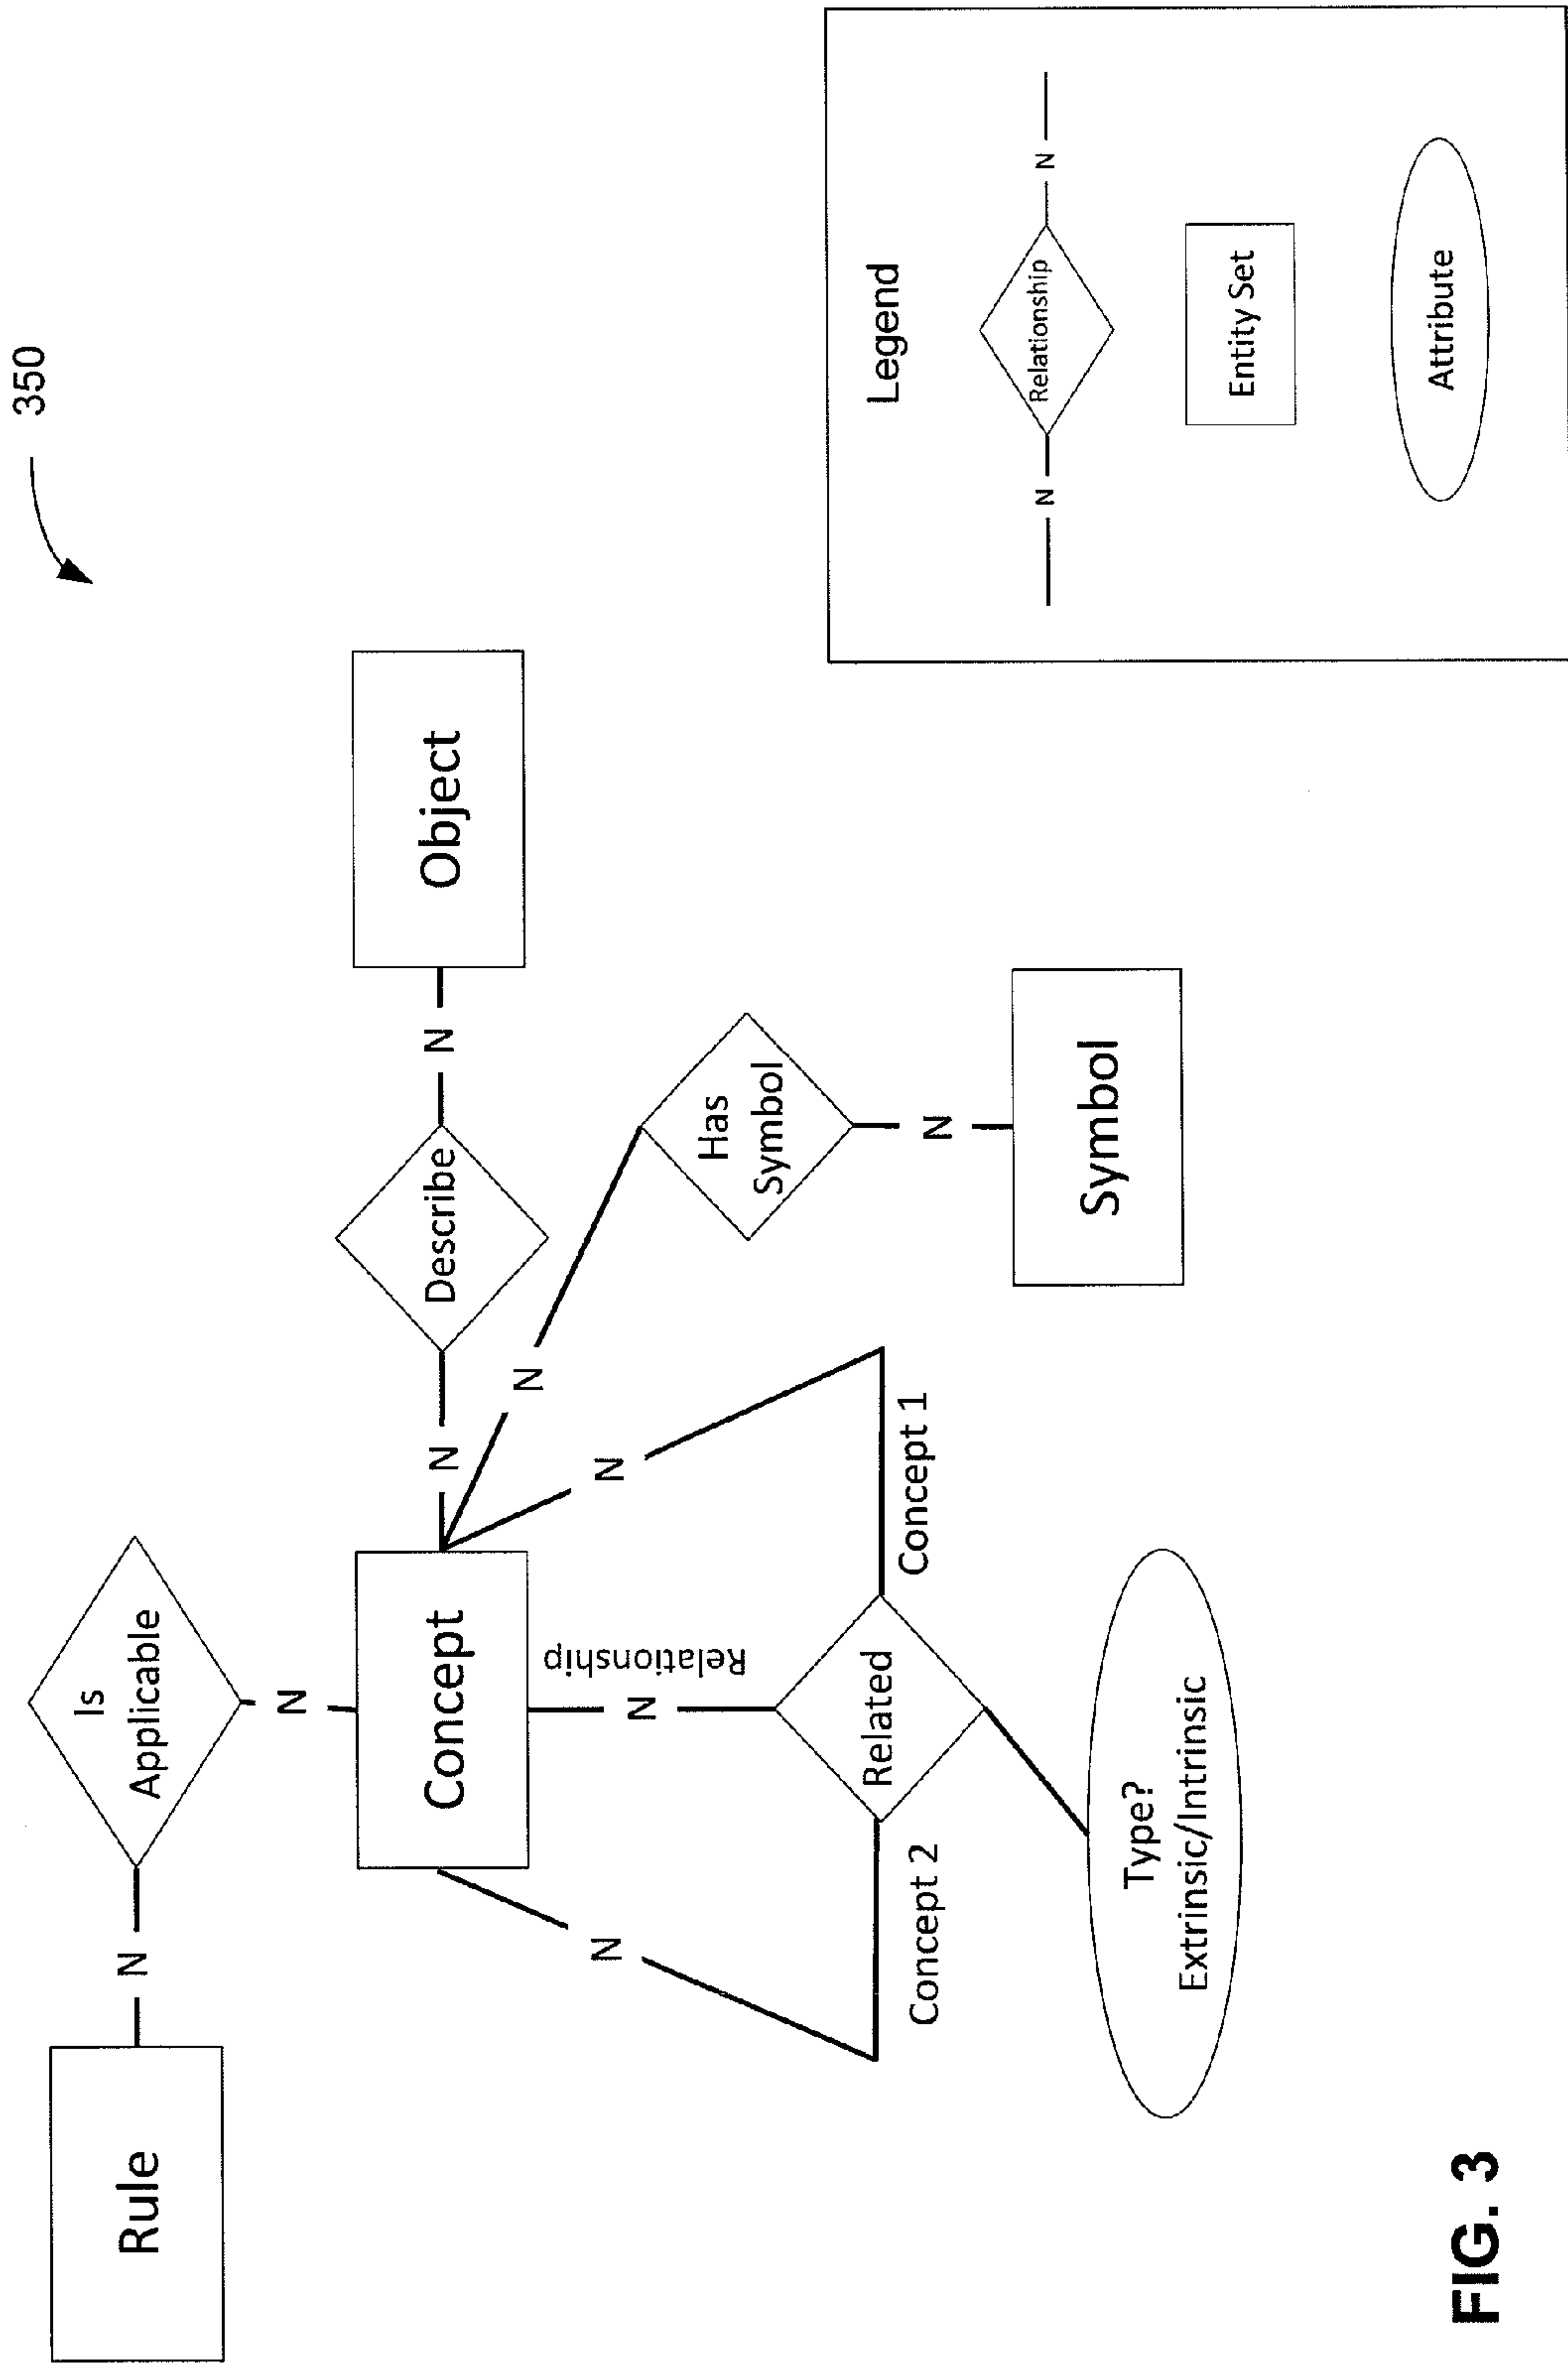 350
Rule
N
Is
Applicable
N
Concept
N
Describe
N
Object
N
Has
Symbol
N
Symbol
N
Concept 1
N
Relationship
N
Concept 2
Related
Type?
Extrinsic/Intrinsic
Legend
N
Relationship
N
Entity Set
Attribute
FIG. 3